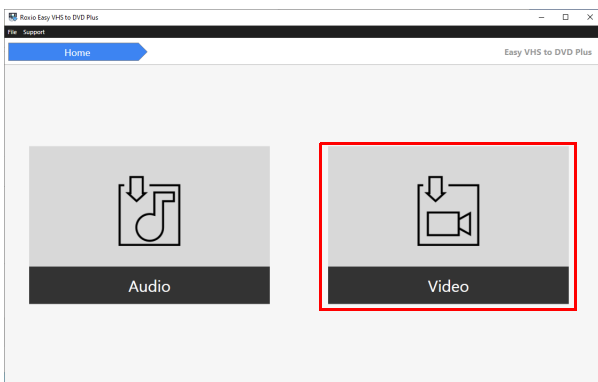 Roxio Easy VHS to DVD Plus
File Support
Home
Easy VHS to DVD Plus
Audio
Video